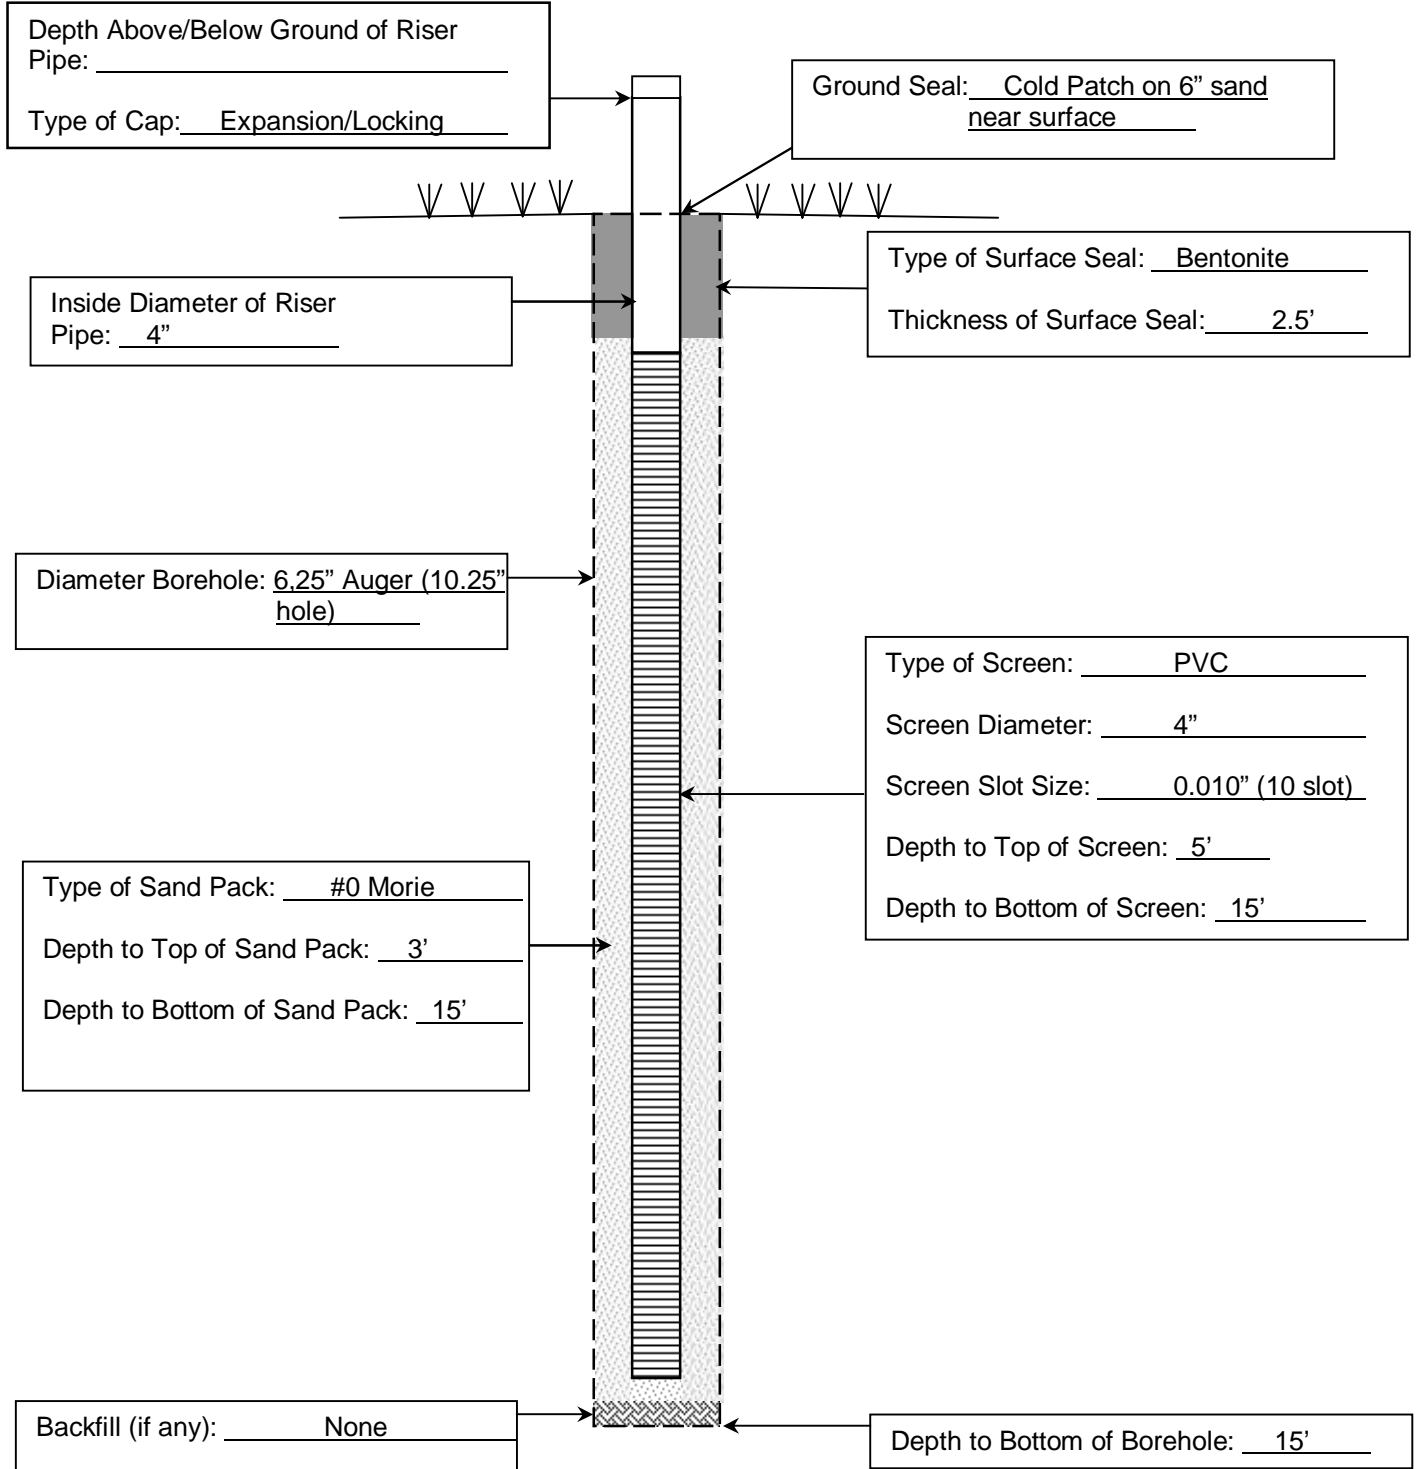 Depth Above/Below Ground of Riser
Pipe:
Type of Cap: Expansion/Locking
Ground Seal: Cold Patch on 6” sand
near surface
Type of Surface Seal: Bentonite
Thickness of Surface Seal: 2.5’
Inside Diameter of Riser
Pipe: 4”
Diameter Borehole: 6,25” Auger (10.25”
hole)
Type of Screen: PVC
Screen Diameter: 4”
Screen Slot Size: 0.010” (10 slot)
Depth to Top of Screen: 5’
Depth to Bottom of Screen: 15’
Type of Sand Pack: #0 Morie
Depth to Top of Sand Pack: 3’
Depth to Bottom of Sand Pack: 15’
Backfill (if any): None
Depth to Bottom of Borehole: 15’